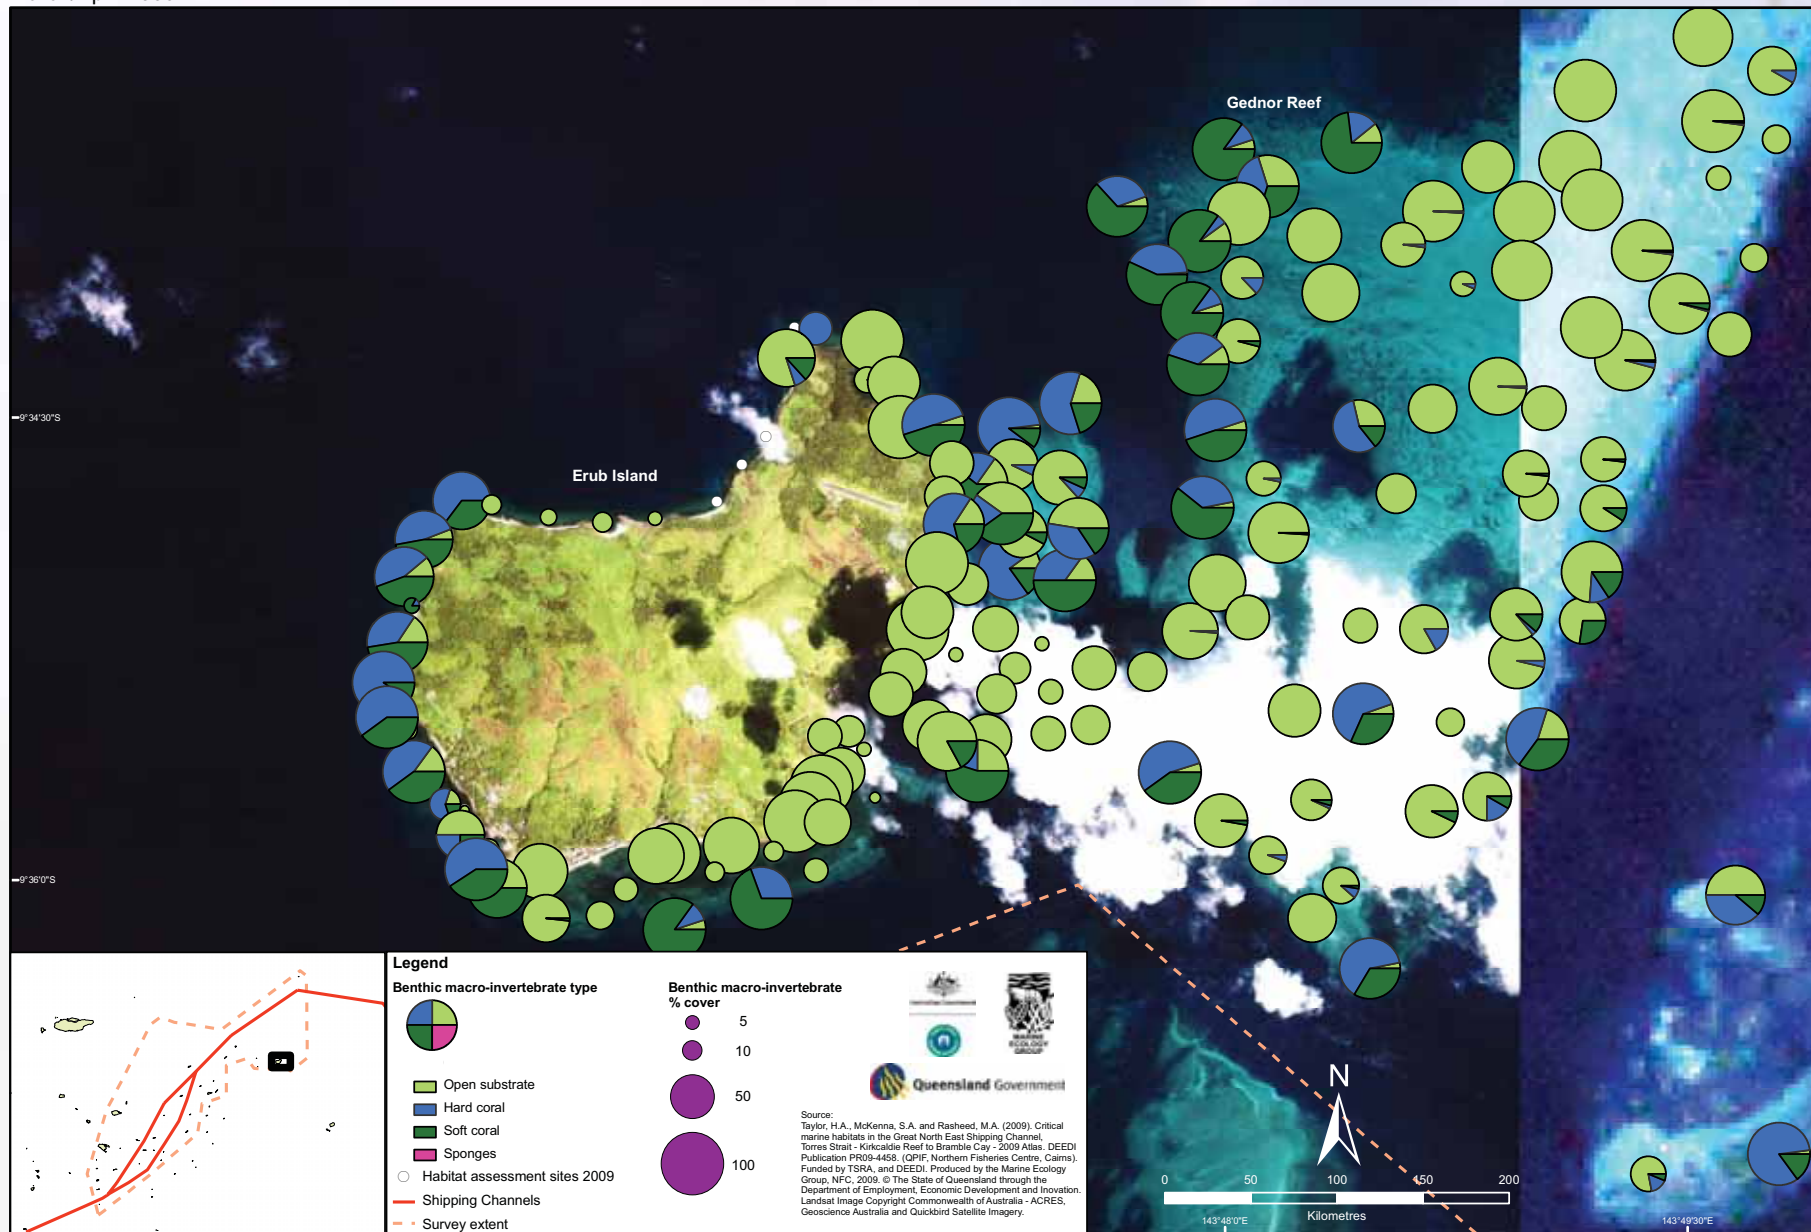 Gednor Reef
9°34'30"S
Erub Island
9°36'0"S
Legend
Benthic macro-invertebrate type
Open substrate
Hard coral
Soft coral
Sponges
Habitat assessment sites 2009
Shipping Channels
Survey extent
Benthic macro-invertebrate
% cover
5
10
50
100
MARINE
ECOLOGY
GROUP
Queensland Government
Source:
Taylor, H.A., McKenna, S.A. and Rasheed, M.A. (2009). Critical
marine habitats in the Great North East Shipping Channel,
Torres Strait - Kirkcaldie Reef to Bramble Cay - 2009 Atlas. DEEDI
Publication PR09-4458. (QPIF, Northern Fisheries Centre, Cairns).
Funded by TSRA, and DEEDI. Produced by the Marine Ecology
Group, NFC, 2009. © The State of Queensland through the
Department of Employment, Economic Development and Inovation.
Landsat Image Copyright Commonwealth of Australia - ACRES,
Geoscience Australia and Quickbird Satellite Imagery.
N
0 50 100 150 200
Kilometres
143°48'0"E
143°49'30"E